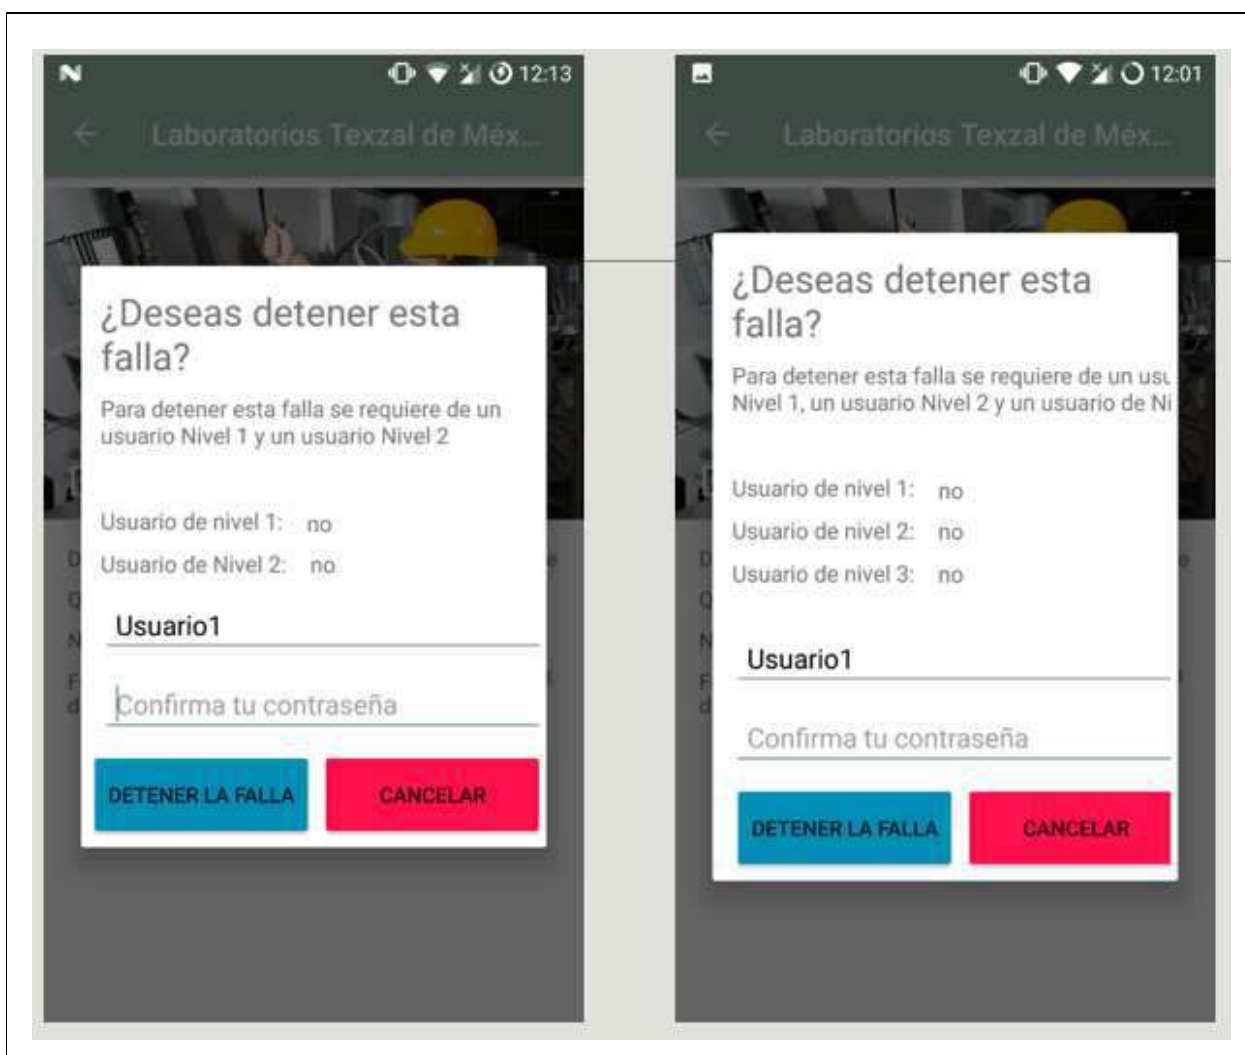 12:13
Laboratorios Texzal de Méx...
¿Deseas detener esta
falla?
Para detener esta falla se requiere de un
usuario Nivel 1 y un usuario Nivel 2
Usuario de nivel 1: no
Usuario de Nivel 2: no
Usuario1
Confirma tu contraseña
DETENER LA FALLA
CANCELAR
12:01
Laboratorios Texzal de Méx...
¿Deseas detener esta
falla?
Para detener esta falla se requiere de un usu
Nivel 1, un usuario Nivel 2 y un usuario de Ni
Usuario de nivel 1: no
Usuario de nivel 2: no
Usuario de nivel 3: no
Usuario1
Confirma tu contraseña
DETENER LA FALLA
CANCELAR